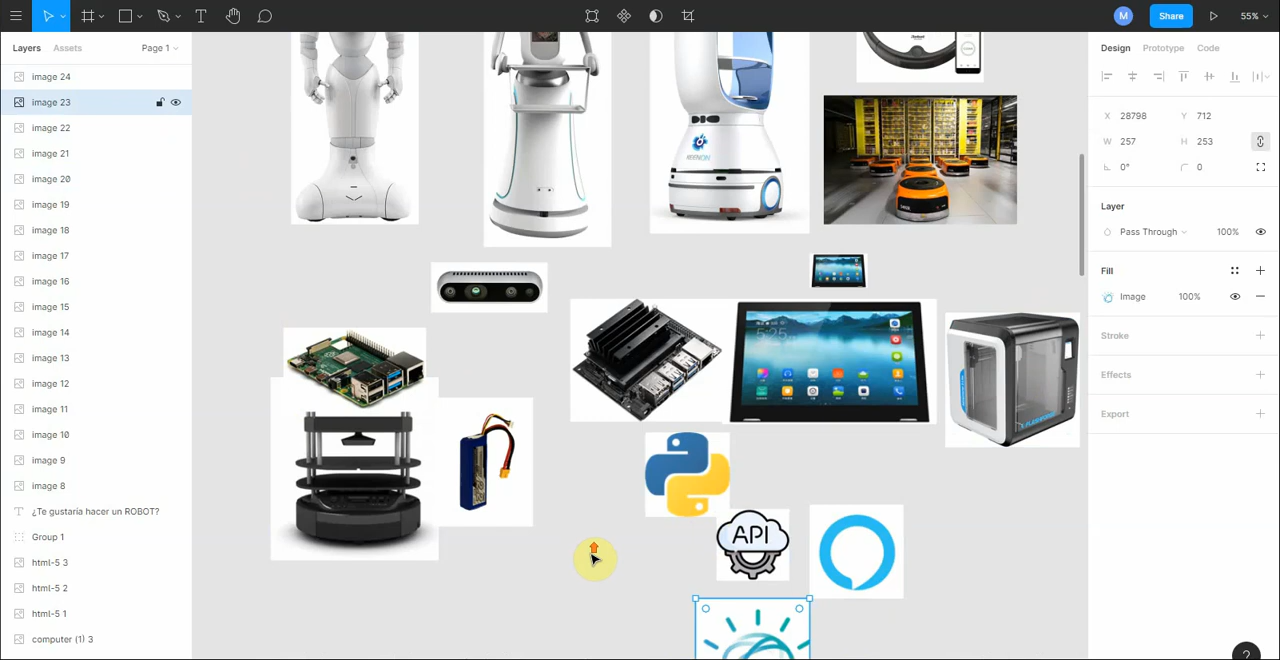 M
Share
55%
Layers
Assets
Page 1
Design
Prototype
Code
image 24
image 23
image 22
image 21
image 20
image 19
image 18
image 17
image 16
image 15
image 14
image 13
image 12
image 11
image 10
image 9
image 8
¿Te gustaria hacer un ROBOT?
Group 1
html-5 3
html-5 2
html-5 1
computer (1) 3
X 28798 Y 712
W 257 H 253
0° 0
Layer
Pass Through 100%
Fill
Image 100%
Stroke
Effects
Export
5:25
API
?